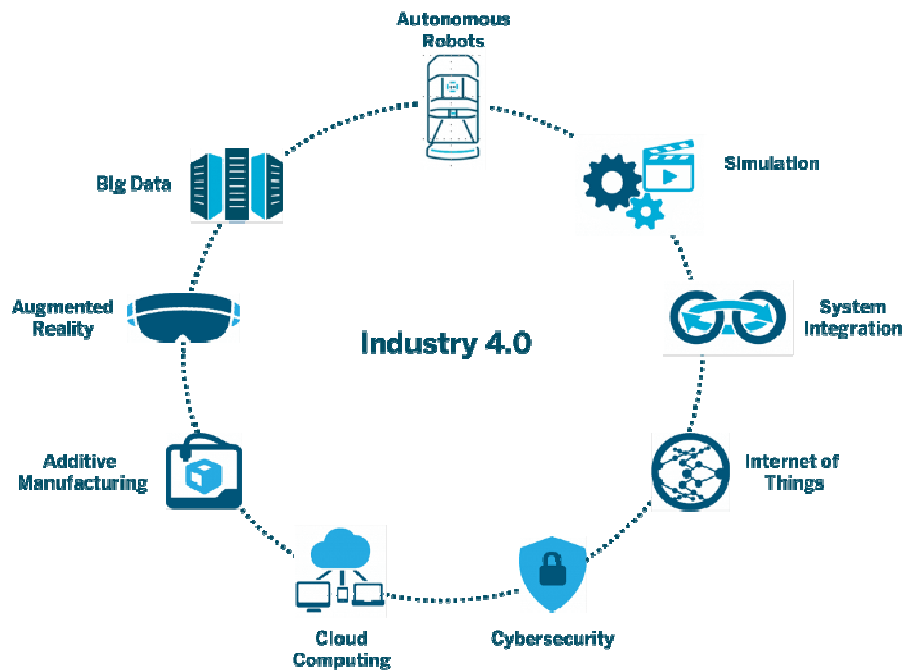 Autonomous
Robots
Simulation
Big Data
System
Integration
Augmented
Reality
Industry 4.0
Internet of
Things
Additive
Manufacturing
Cybersecurity
Cloud
Computing